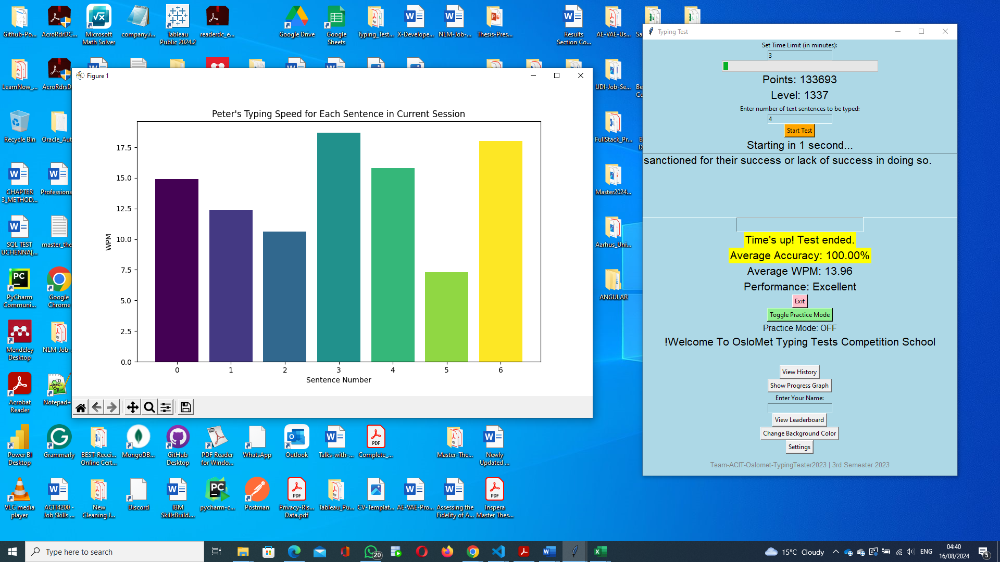 Github-Po...
AcroRdrDC...
Microsoft
Math Solver
company.i...
Tableau
Public 2024.2
readerdc_e...
Google Drive
Google
Sheets
Typing_Test...
X-Develope...
NLM-Job-...
Thesis-Pres...
Results
Section Co...
AE-VAE-Us...
LearnNow_...
AcroRdrsD
UDI-Job-Se...
Recycle Bin
Oracle_Aut
FullStack_Pr...
CHAPTER
3_METHOD...
Professiona
Master2024...
SQL TEST
UCHENNA[...
master_the
Aarhus_Uni...
PyCharm
Communi...
Google
Chrome
ANGULAR
Mendeley
Desktop
NLM-Job-
Acrobat
Reader
Notepad+
Power BI
Desktop
Grammarly
BEST-Recei...
Online Cert...
MongoDB...
GitHub
Desktop
PDF Reader
for Windo...
WhatsApp
Outlook
Talks-with-...
Complete_...
Master-The...
Newly
Updated ...
VLC media
player
ACIT4200 -
Job Skills ...
New
Cleaning J...
Discord
IBM
SkillsBuild....
pycharm-c...
Postman
Privacy-Ris...
Data.pdf
Tableau_Pu...
CV-Templat...
AE-VAE-Pro...
Assessing the
Fidelity of A...
Inspera
Master Thes...
Figure 1
Peter's Typing Speed for Each Sentence in Current Session
WPM
17.5
15.0
12.5
10.0
7.5
5.0
2.5
0.0
0 1 2 3 4 5 6
Sentence Number
Typing Test
Set Time Limit (in minutes):
3
Points: 133693
Level: 1337
Enter number of text sentences to be typed:
4
Start Test
Starting in 1 second...
sanctioned for their success or lack of success in doing so.
Time's up! Test ended.
Average Accuracy: 100.00%
Average WPM: 13.96
Performance: Excellent
Exit
Toggle Practice Mode
Practice Mode: OFF
!Welcome To OsloMet Typing Tests Competition School
View History
Show Progress Graph
Enter Your Name:
View Leaderboard
Change Background Color
Settings
Team-ACIT-Oslomet-TypingTester2023 | 3rd Semester 2023
Type here to search
20
15°C Cloudy
ENG
04:40
16/08/2024
5